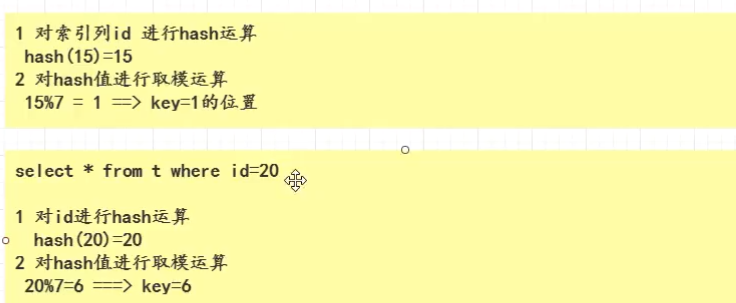 1 对索引列id 进行hash运算
hash(15)=15
2 对hash值进行取模运算
15%7 = 1 ==> key=1的位置
select * from t where id=20
1 对id进行hash运算
hash(20)=20
2 对hash值进行取模运算
20%7=6 ===> key=6